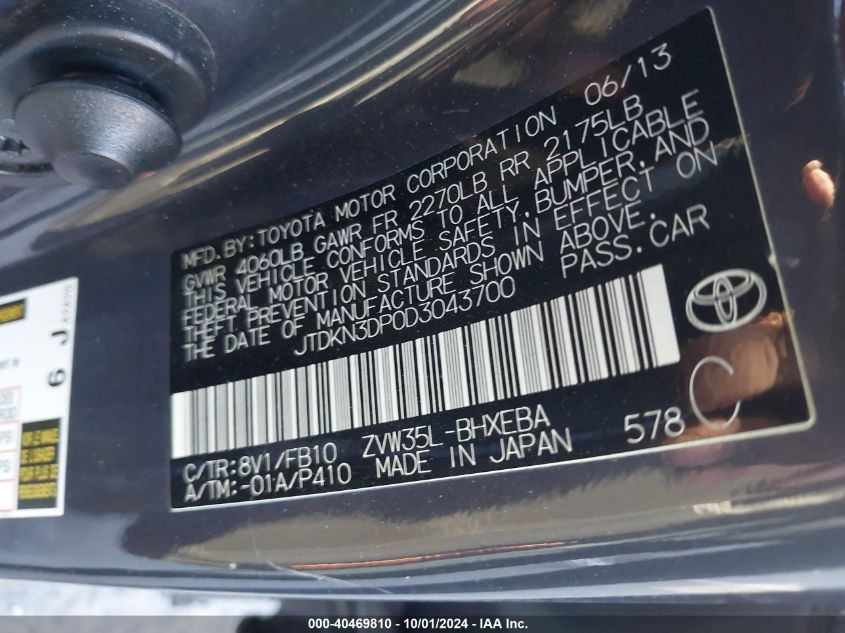 MFD.BY:TOYOTA MOTOR CORPORATION 06/13
GVWR 4060LB GAWR FR 2270LB RR 2175LB
THIS VEHICLE CONFORMS TO ALL APPLICABLE
FEDERAL MOTOR VEHICLE SAFETY,BUMPER,AND
THEFT PREVENTION STANDARDS IN EFFECT ON
THE DATE OF MANUFACTURE SHOWN ABOVE.
JTDKN3DP0D3043700 PASS.CAR
C/TR:8V1/FB10 ZVW35L-BHXEBA 578 C
A/TM:-01A/P410 MADE IN JAPAN
6 J
PSI
000-40469810 / 10/01/2024 - IAA Inc.